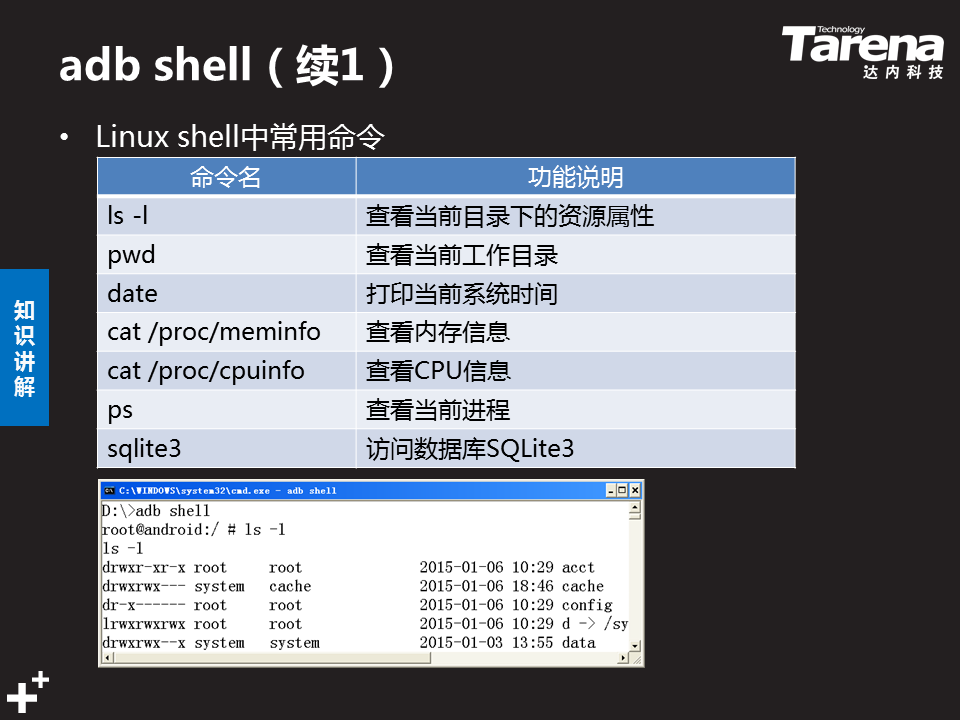 adb shell（续1）
Technology
Tarena
达内科技
• Linux shell中常用命令
命令名 功能说明
ls -l 查看当前目录下的资源属性
pwd 查看当前工作目录
date 打印当前系统时间
cat /proc/meminfo 查看内存信息
cat /proc/cpuinfo 查看CPU信息
ps 查看当前进程
sqlite3 访问数据库SQLite3
知
识
讲
解
C:\WINDOWS\system32\cmd.exe - adb shell
D:\>adb shell
root@android:/ # ls -l
ls -l
drwxr-xr-x root root 2015-01-06 10:29 acct
drwxrwx--- system cache 2015-01-06 18:46 cache
dr-x------ root root 2015-01-06 10:29 config
lrwxrwxrwx root root 2015-01-06 10:29 d -> /sy
drwxrwx--x system system 2015-01-03 13:55 data